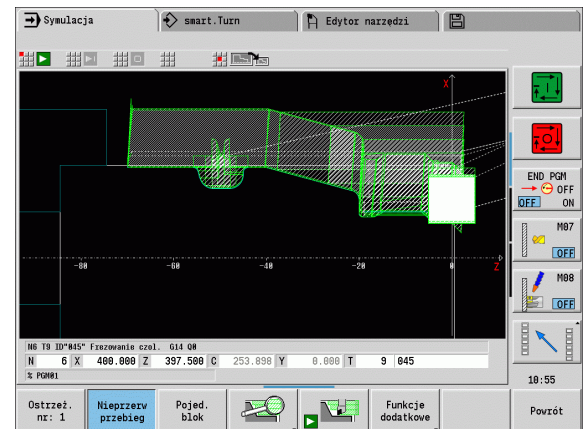 Symulacja smart.Turn Edytor narzędzi
X
END PGM
OFF
OFF ON
M07
OFF
-80 -60 -40 -20 0 Z
M08
OFF
N6 T9 ID"045" Frezowanie czol. G14 Q0
N 6 X 400.000 Z 397.500 C 253.898 Y 0.000 T 9 045
% PGM01
10:55
Ostrzeż. nr: 1
Nieprzerw przebieg
Pojed. blok
Funkcje dodatkowe
Powrót